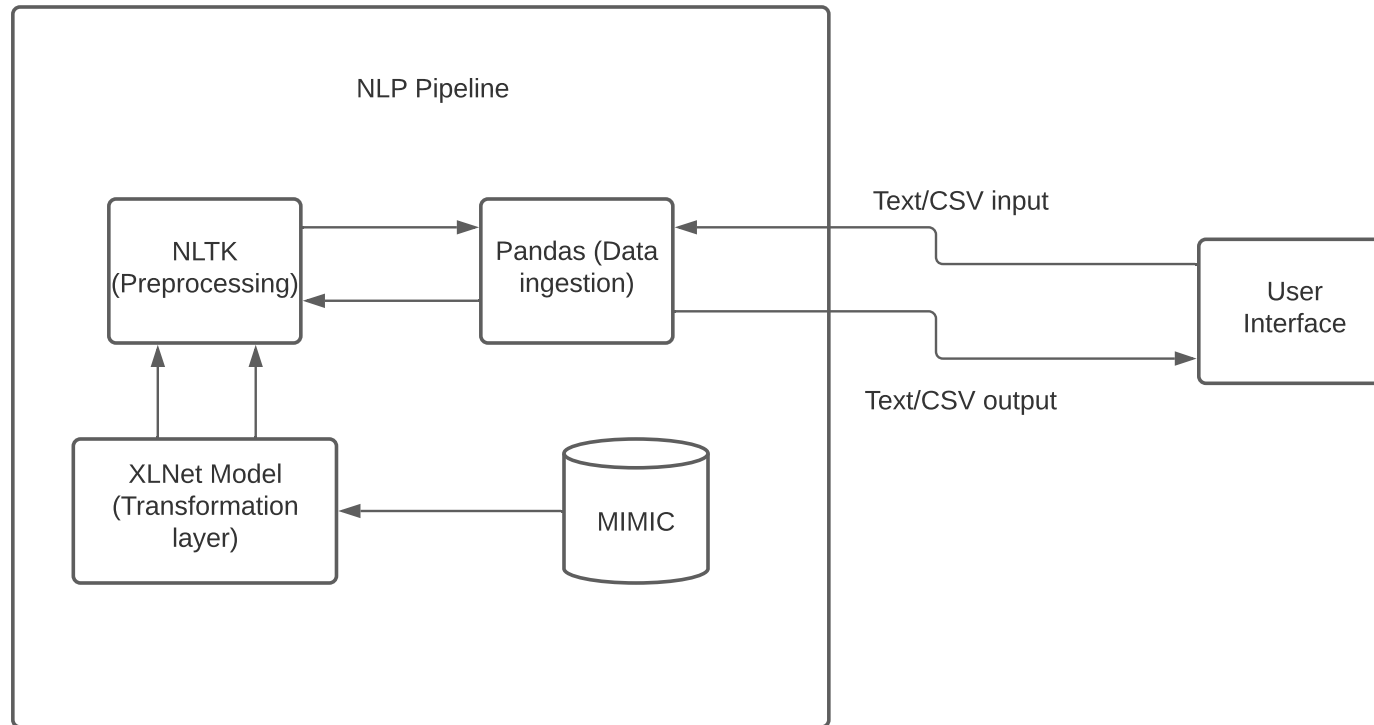 NLP Pipeline
NLTK
(Preprocessing)
Pandas (Data
ingestion)
Text/CSV input
User
Interface
Text/CSV output
XLNet Model
(Transformation
layer)
MIMIC